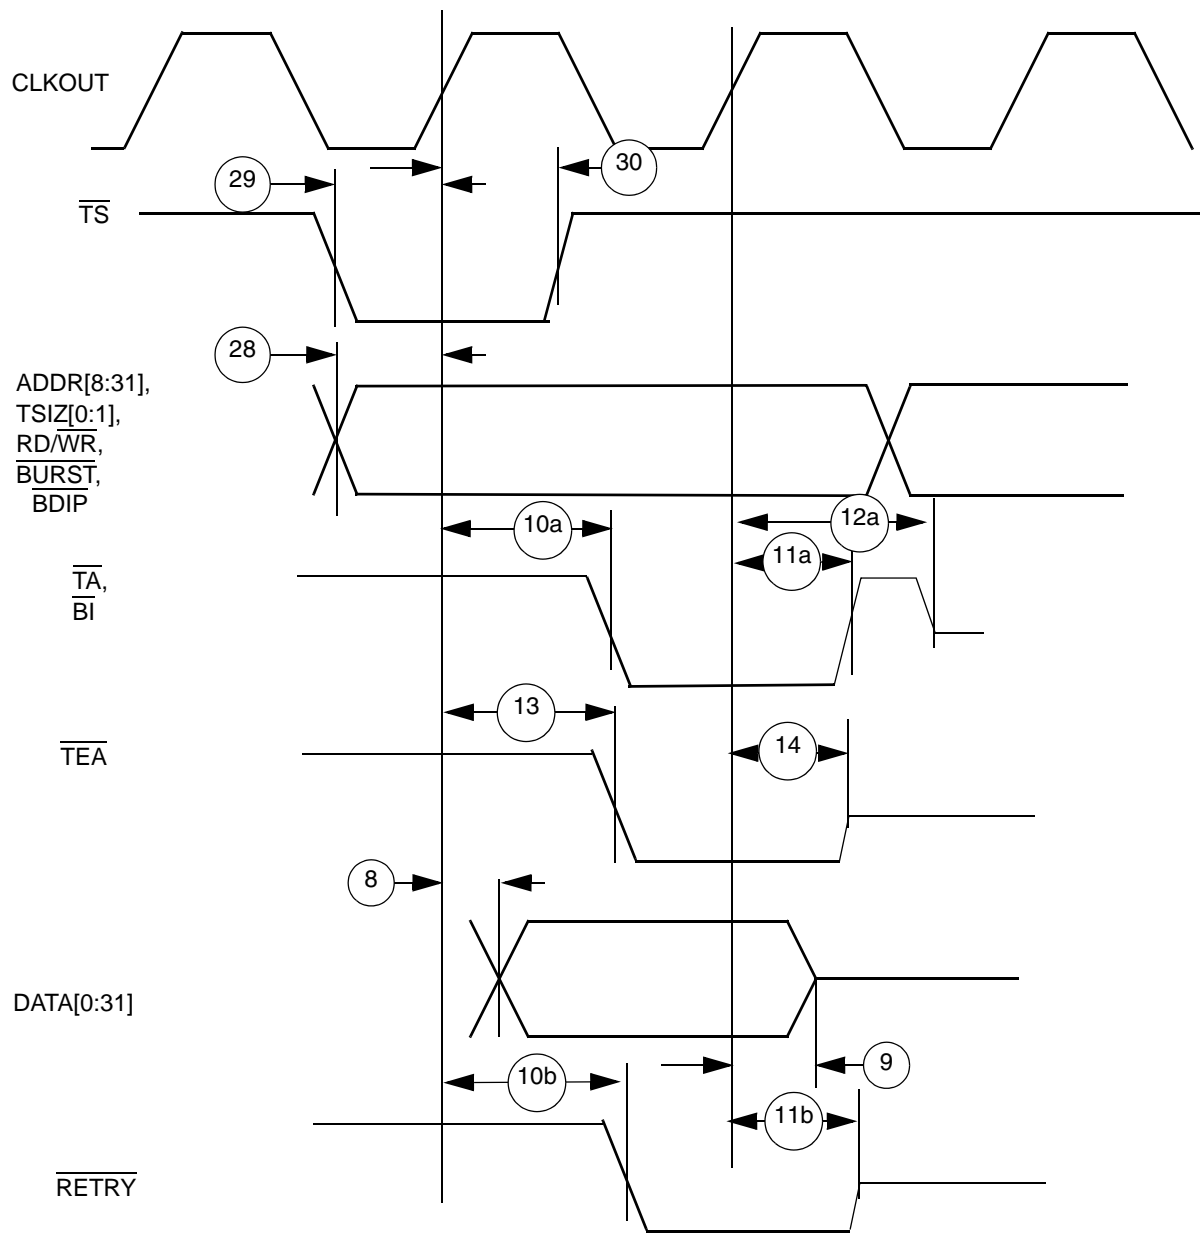 CLKOUT
30
29
TS
28
ADDR[8:31],
TSIZ[0:1],
RD/WR,
BURST,
BDIP
12a
10a
11a
TA,
BI
13
14
TEA
8
DATA[0:31]
9
10b
11b
RETRY